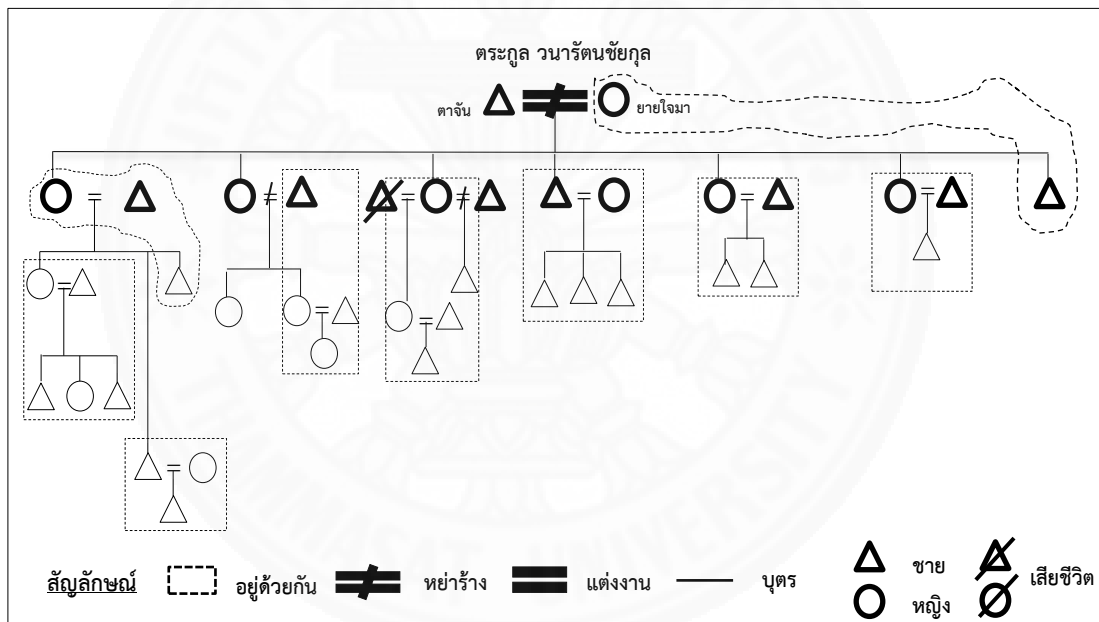 ตระกูล วนารัตนชัยกุล
ตาจัน
ยายใจมา
สัญลักษณ์
อยู่ด้วยกัน
หย่าร้าง
แต่งงาน
บุตร
ชาย
หญิง
เสียชีวิต
THAMMASAT UNIVERSITY